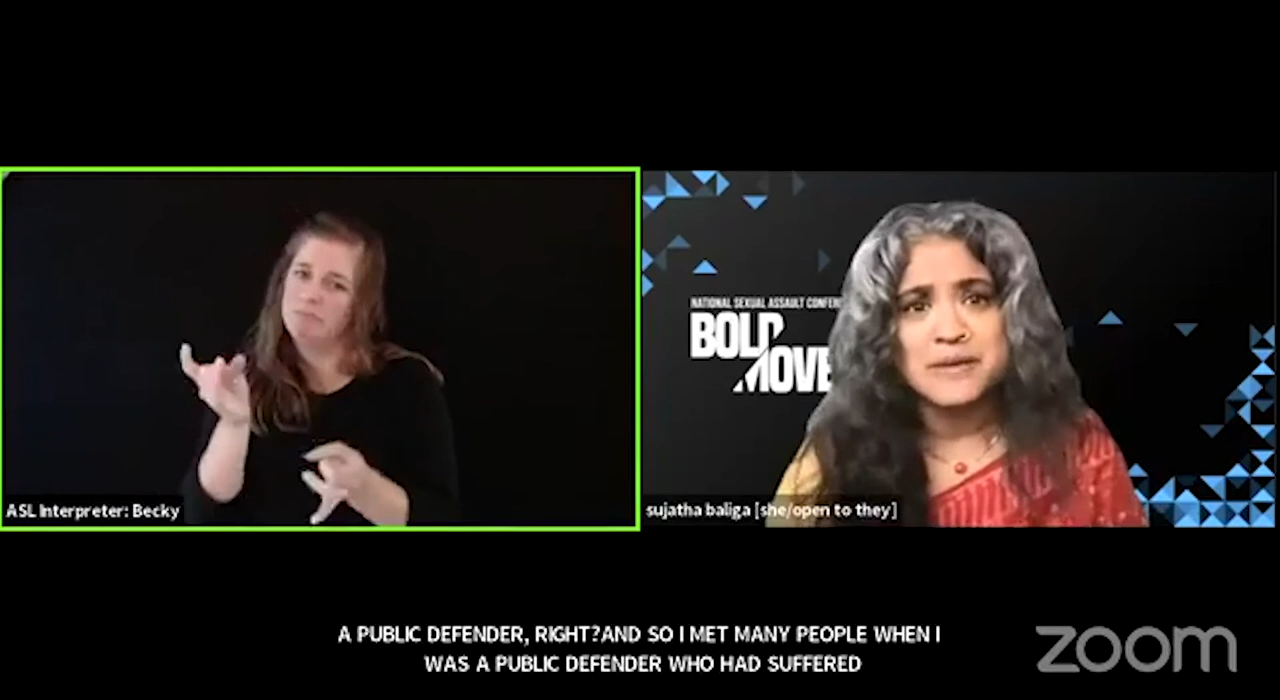 NATIONAL SEXUAL ASSAULT
BOLD
MOVE
ASL Interpreter: Becky
sujatha baliga [she/open to they]
A PUBLIC DEFENDER, RIGHT?AND SO I MET MANY PEOPLE WHEN I
WAS A PUBLIC DEFENDER WHO HAD SUFFERED
zoom